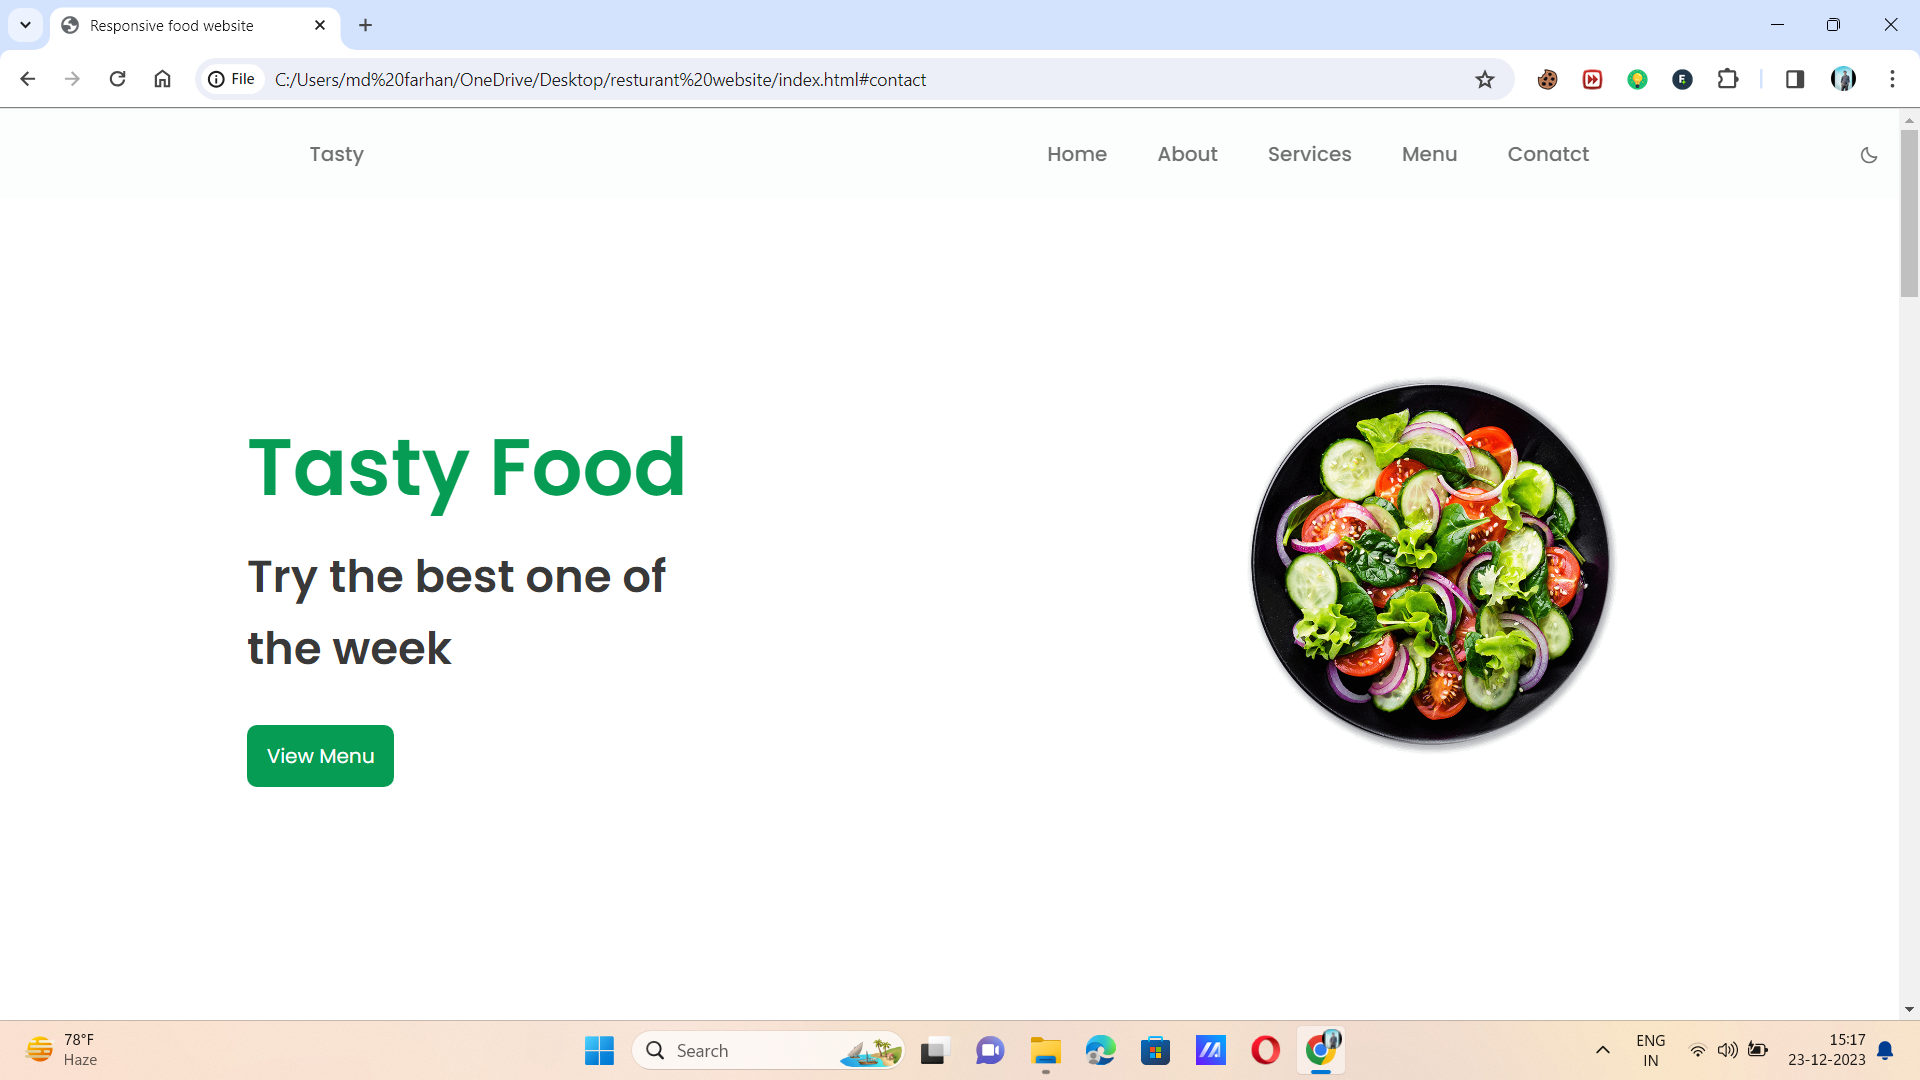 Responsive food website
File
C:/Users/md%20farhan/OneDrive/Desktop/resturant%20website/index.html#contact
Tasty
Home
About
Services
Menu
Conatct
Tasty Food
Try the best one of
the week
View Menu
78°F
Haze
Search
ENG
IN
15:17
23-12-2023